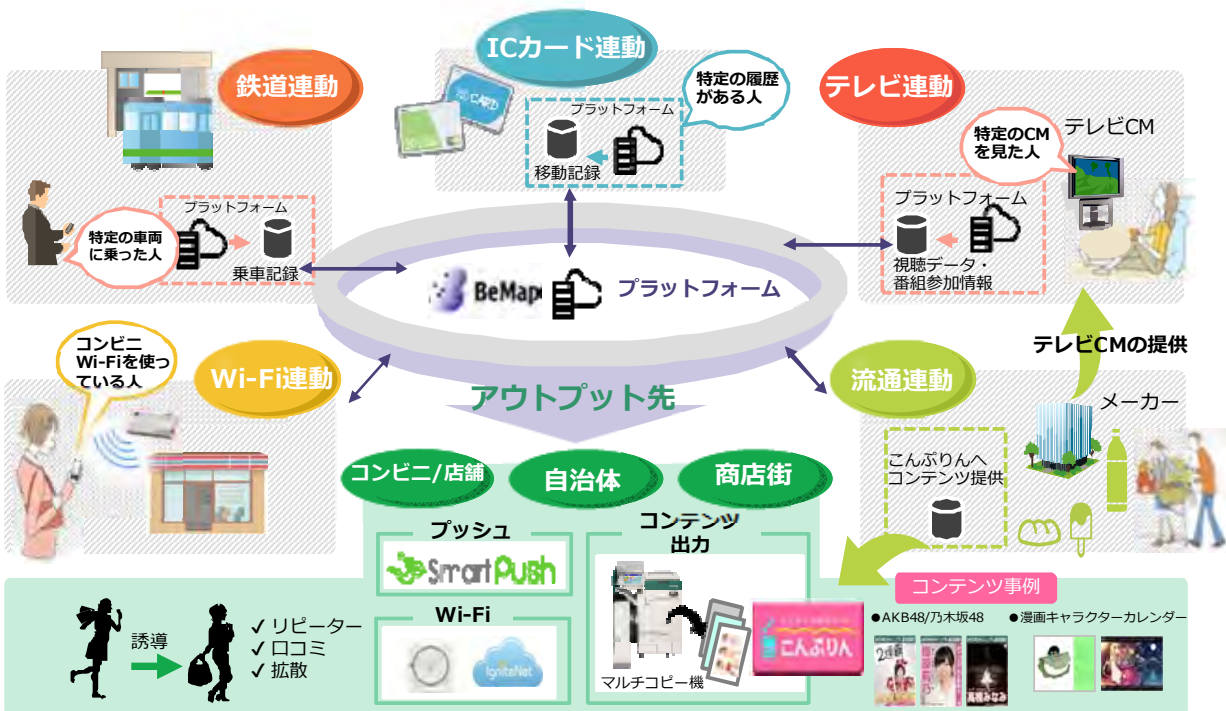 ICカード連動
鉄道連動
テレビ連動
特定の履歴
がある人
CARD
プラットフォーム
移動記録
特定のCM
を見た人
テレビCM
プラットフォーム
視聴データ・
番組参加情報
プラットフォーム
特定の車両
に乗った人
乗車記録
BeMap
プラットフォーム
テレビCMの提供
コンビニ
Wi-Fiを使っ
ている人
Wi-Fi連動
流通連動
アウトプット先
メーカー
こんぷりんへ
コンテンツ提供
コンビニ/店舗
自治体
商店街
プッシュ
SmartPush
コンテンツ
出力
Wi-Fi
IgniteNet
マルチコピー機
こんぷりん
コンテンツ事例
●AKB48/乃木坂48
●漫画キャラクターカレンダー
誘導
✓ リピーター
✓ 口コミ
✓ 拡散